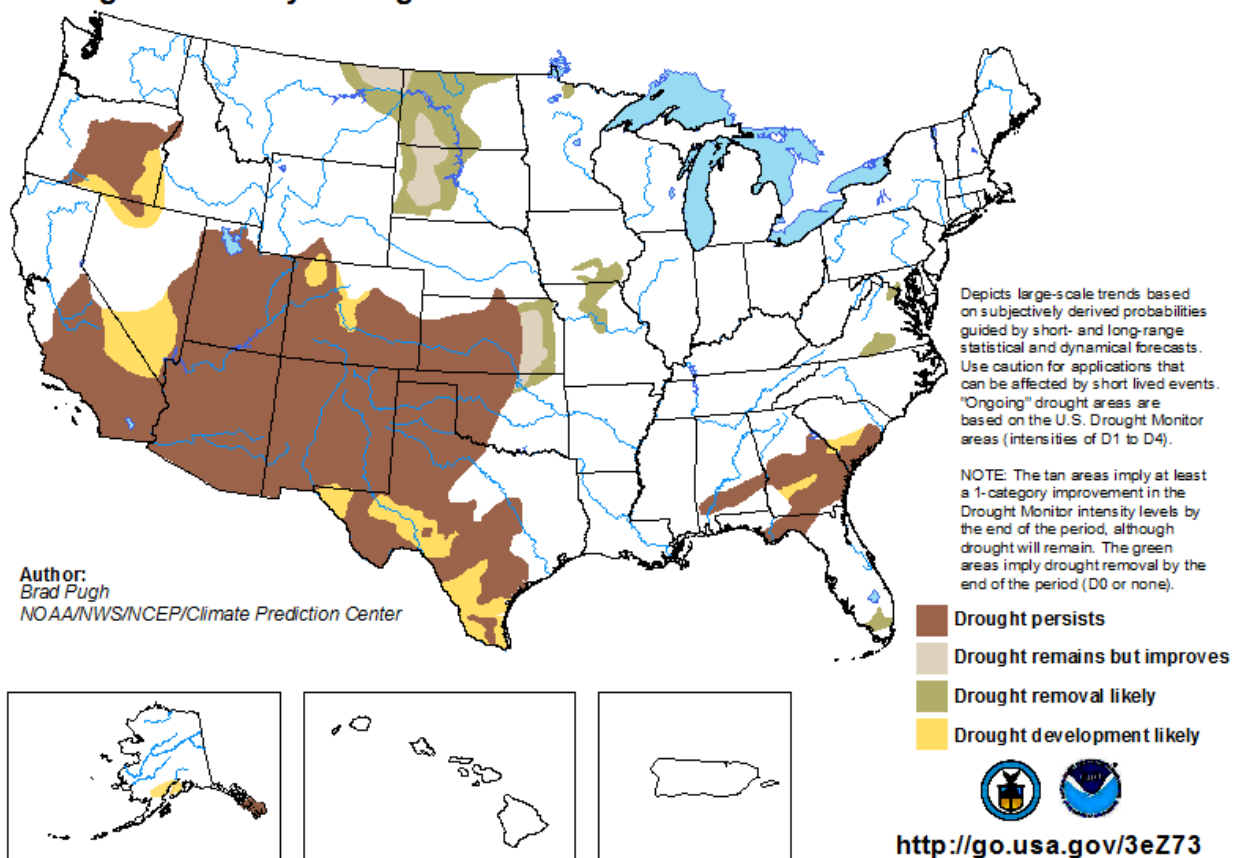 Depicts large-scale trends based
on subjectively derived probabilities
guided by short- and long-range
statistical and dynamical forecasts.
Use caution for applications that
can be affected by short lived events.
"Ongoing" drought areas are
based on the U.S. Drought Monitor
areas (intensities of D1 to D4).
NOTE: The tan areas imply at least
a 1-category improvement in the
Drought Monitor intensity levels by
the end of the period, although
drought will remain. The green
areas imply drought removal by the
end of the period (D0 or none).
Author:
Brad Pugh
NOAA/NWS/NCEP/Climate Prediction Center
Drought persists
Drought remains but improves
Drought removal likely
Drought development likely
http://go.usa.gov/3eZ73